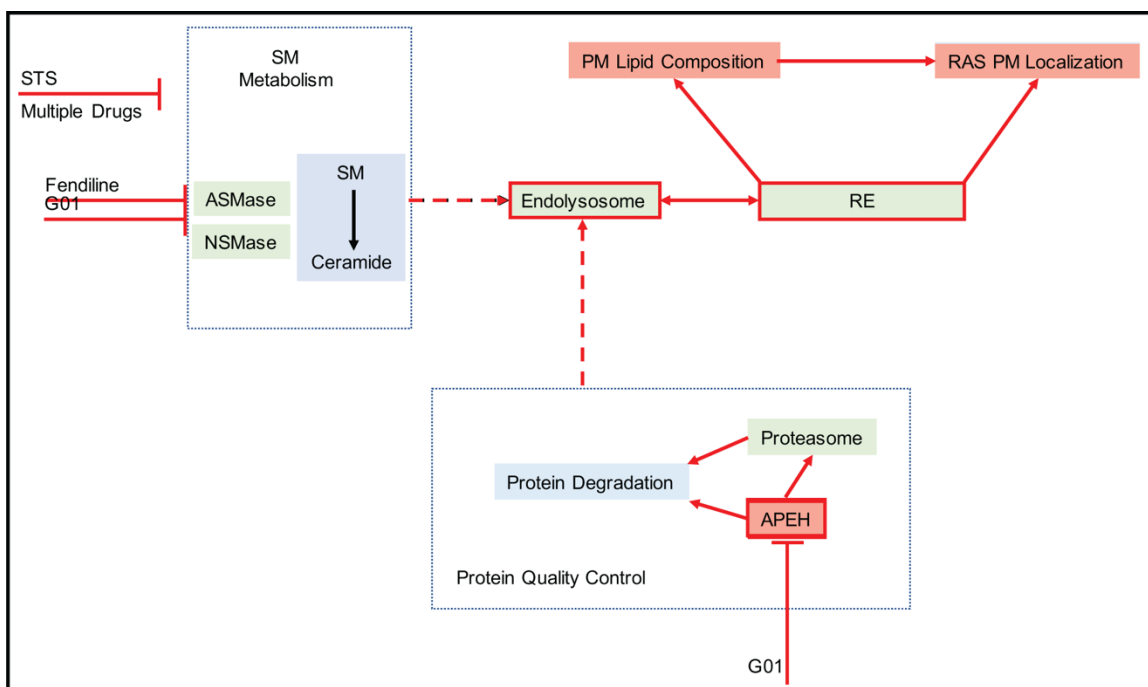 SM
Metabolism
STS
Multiple Drugs
PM Lipid Composition
RAS PM Localization
Fendiline
G01
ASMase
NSMase
SM
Ceramide
Endolysosome
RE
Proteasome
Protein Degradation
APEH
Protein Quality Control
G01